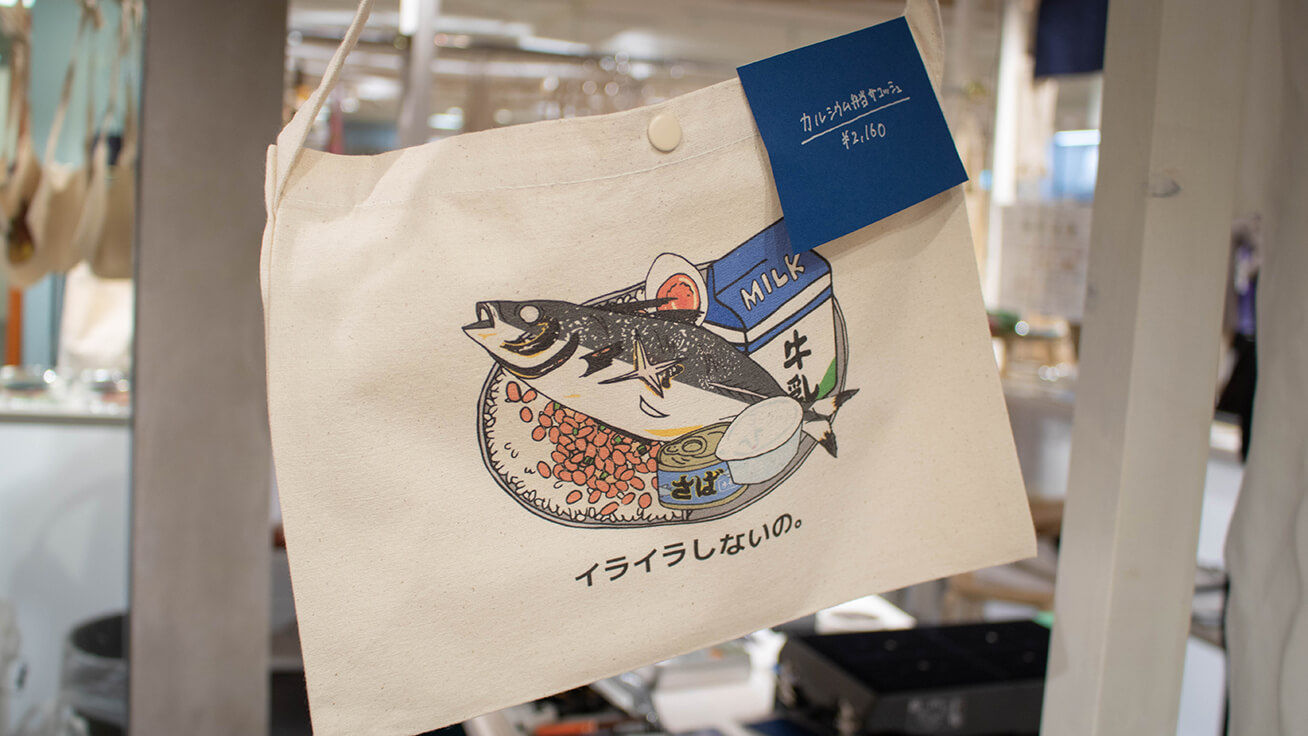 カルシウム弁当サコッシュ
¥2,160
MILK
牛乳
さば
イライラしないの。